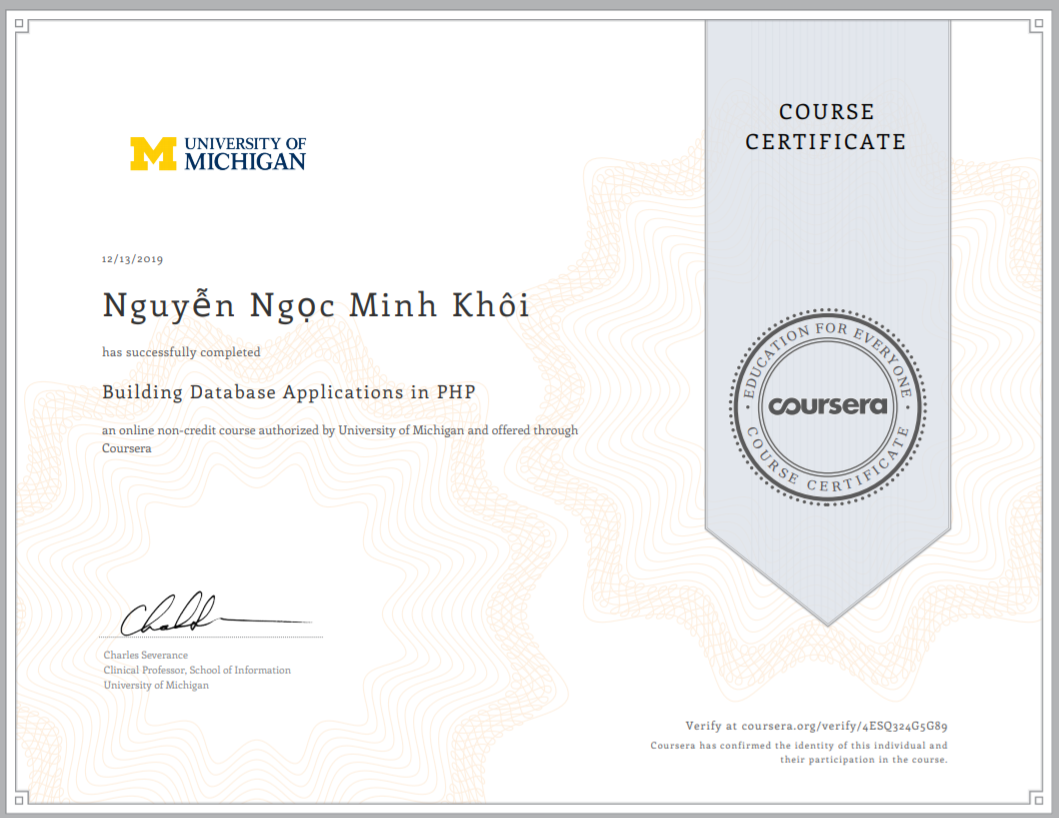 UNIVERSITY OF
MICHIGAN
COURSE
CERTIFICATE
12/13/2019
Nguyễn Ngọc Minh Khôi
has successfully completed
Building Database Applications in PHP
an online non-credit course authorized by University of Michigan and offered through
Coursera
EDUCATION FOR EVERYONE
coursera
COURSE CERTIFICATE
Charles Severance
Clinical Professor, School of Information
University of Michigan
Verify at coursera.org/verify/4ESQ324G5G89
Coursera has confirmed the identity of this individual and
their participation in the course.